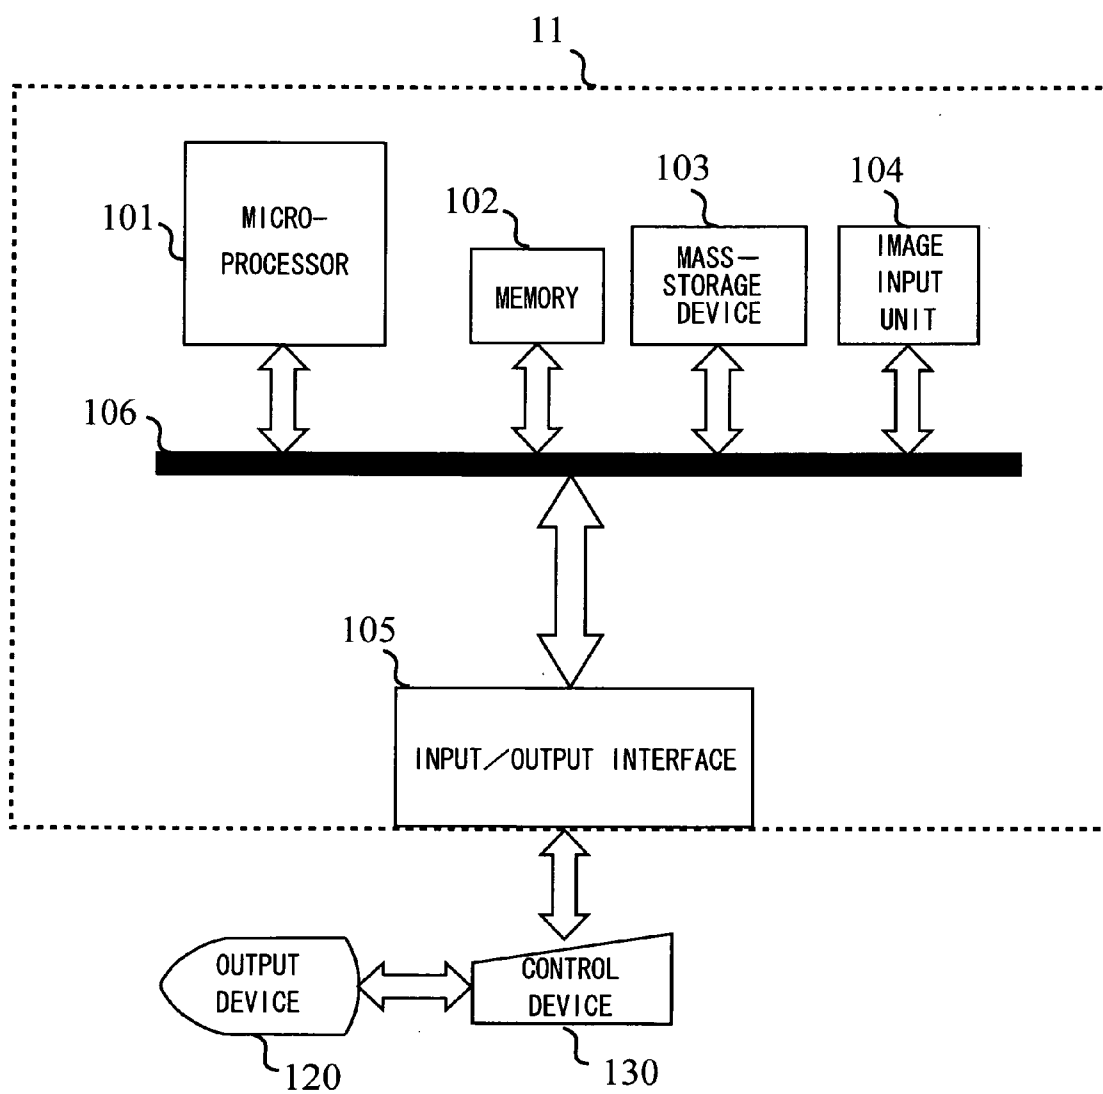 11
101
MICRO-
PROCESSOR
102
MEMORY
103
MASS-
STORAGE
DEVICE
104
IMAGE
INPUT
UNIT
106
105
INPUT/OUTPUT INTERFACE
OUTPUT
DEVICE
120
CONTROL
DEVICE
130